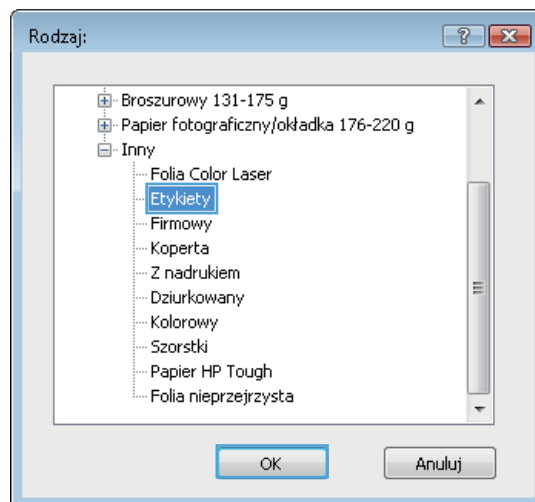 Rodzaj:
Broszurowy 131-175 g
Papier fotograficzny/okładka 176-220 g
Inny
Folia Color Laser
Etykiety
Firmowy
Koperta
Z nadrukiem
Dziurkowany
Kolorowy
Szorstki
Papier HP Tough
Folia nieprzejrzysta
OK Anuluj